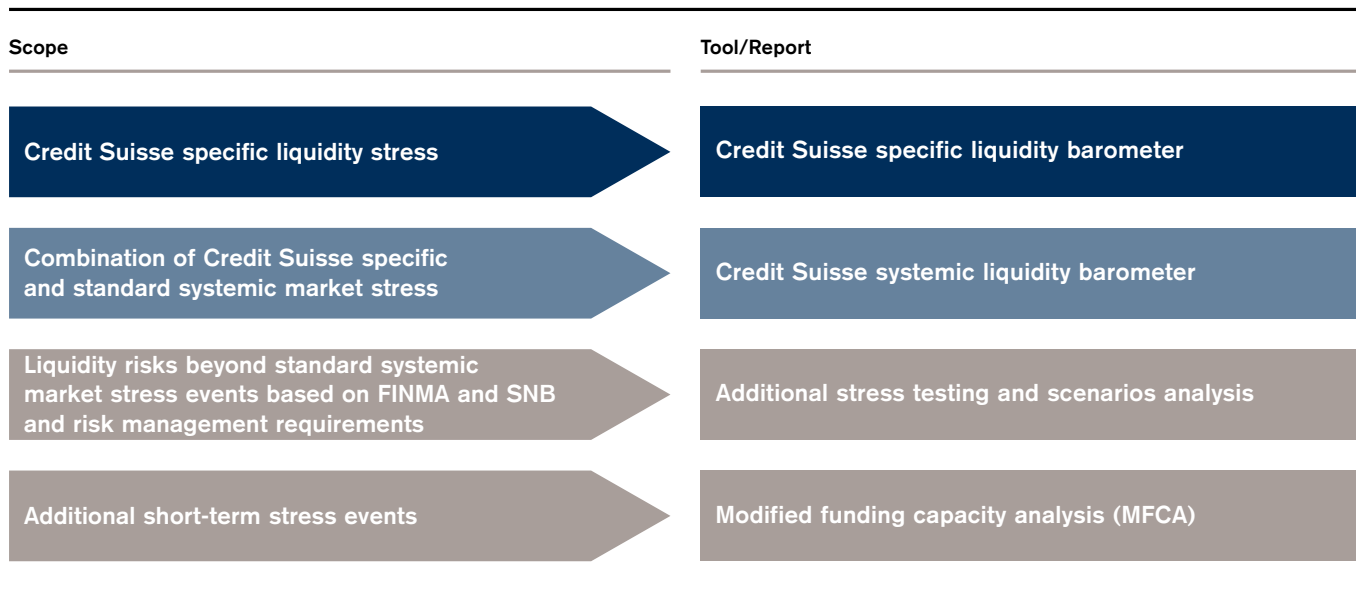 Scope
Tool/Report
Credit Suisse specific liquidity stress
Credit Suisse specific liquidity barometer
Combination of Credit Suisse specific
and standard systemic market stress
Credit Suisse systemic liquidity barometer
Liquidity risks beyond standard systemic
market stress events based on FINMA and SNB
and risk management requirements
Additional stress testing and scenarios analysis
Additional short-term stress events
Modified funding capacity analysis (MFCA)